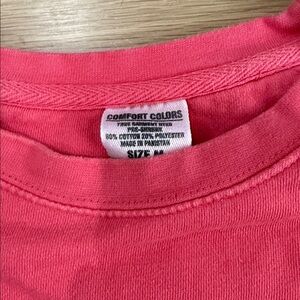 COMFORT COLORS
TRUE GARMENT DYED
PRE-SHRUNK
80% COTTON 20% POLYESTER
MADE IN PAKISTAN
SIZE M